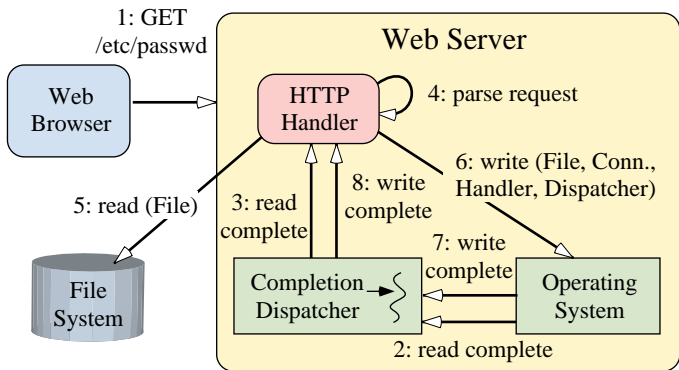 1: GET
/etc/passwd
Web Server
Web
Browser
HTTP
Handler
4: parse request
5: read (File)
3: read
complete
8: write
complete
6: write (File, Conn.,
Handler, Dispatcher)
7: write
complete
File
System
Completion
Dispatcher
Operating
System
2: read complete